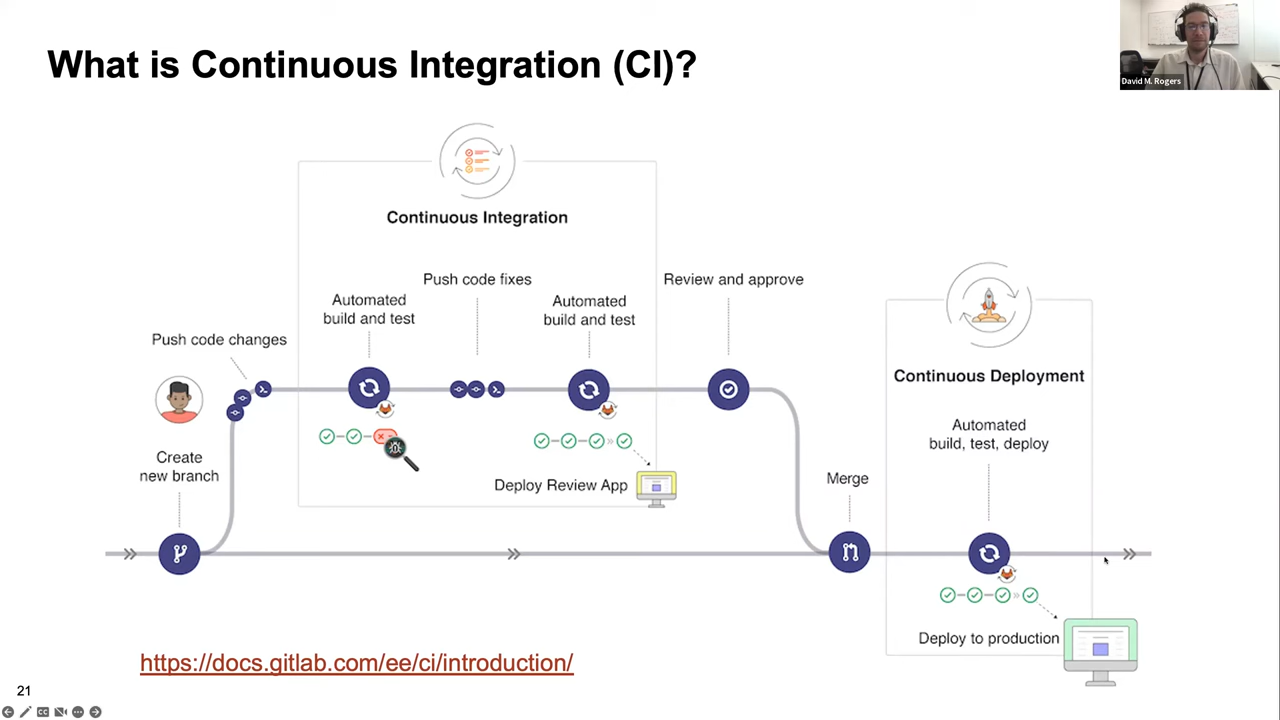 What is Continuous Integration (CI)?
David M. Rogers
Continuous Integration
Push code fixes
Review and approve
Automated
build and test
Automated
build and test
Push code changes
Continuous Deployment
Automated
build, test, deploy
Create
new branch
Deploy Review App
Merge
Deploy to production
https://docs.gitlab.com/ee/ci/introduction/
21
CC